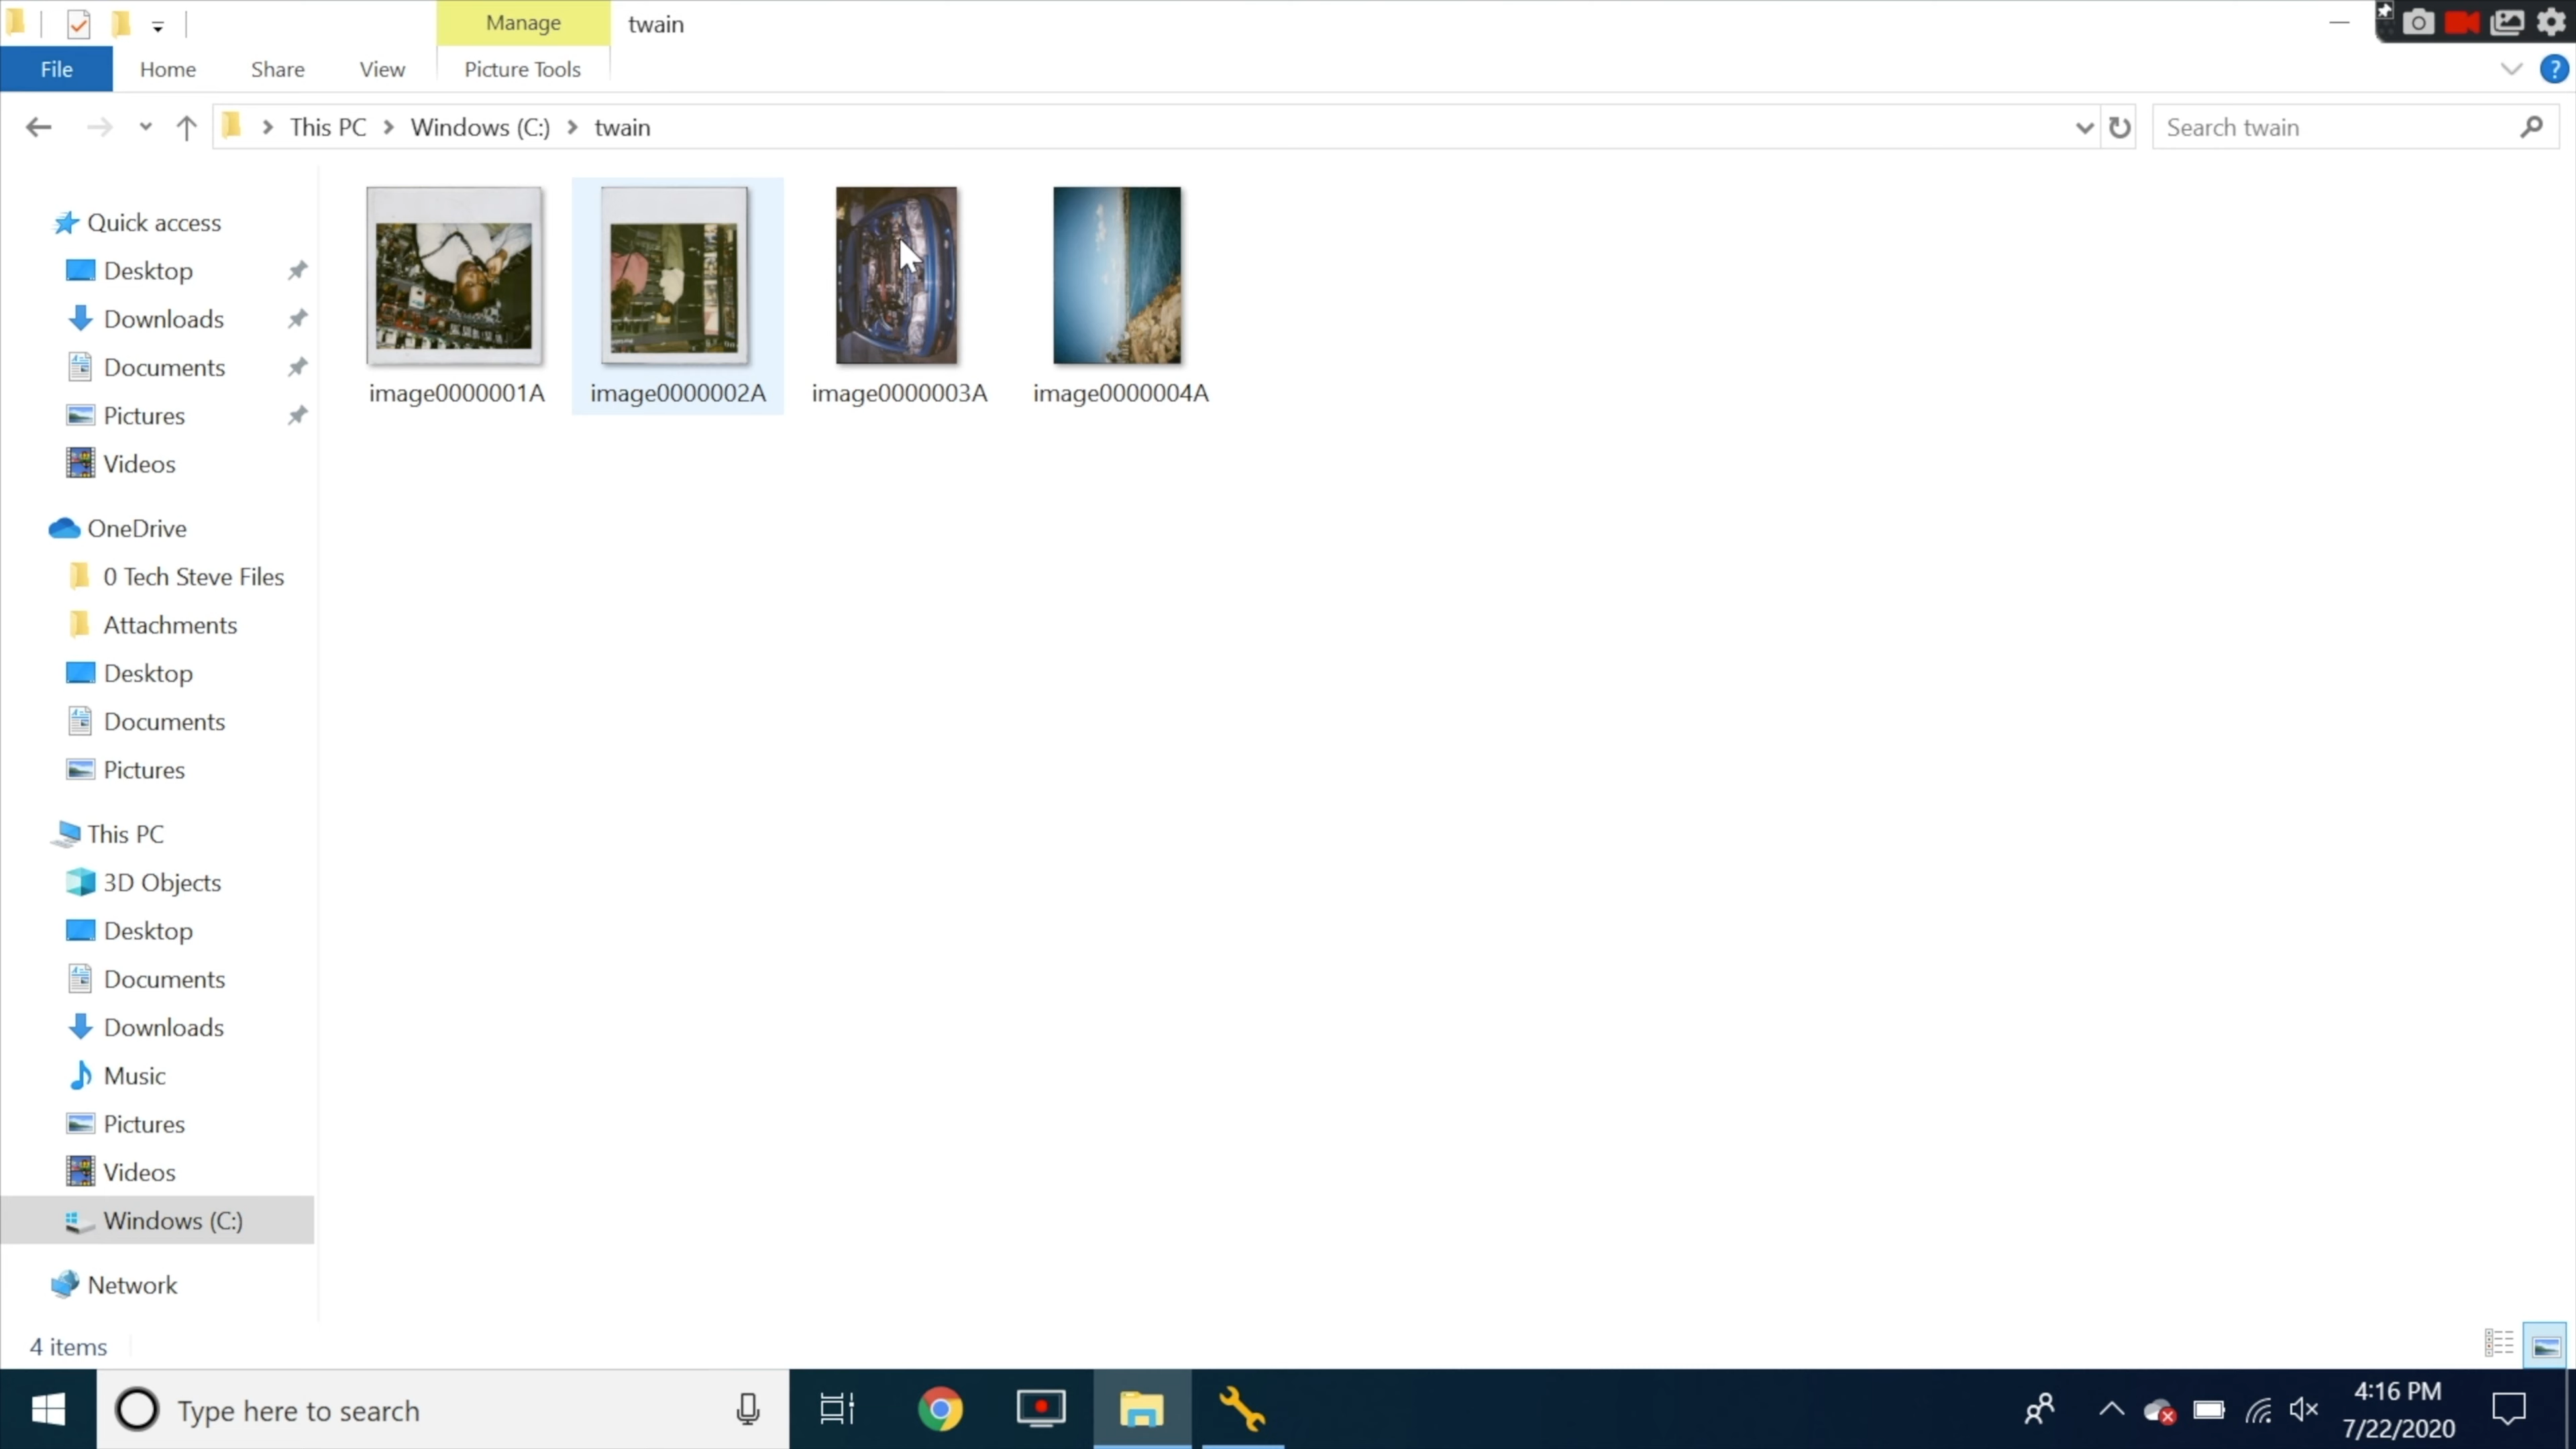 Manage
twain
File
Home
Share
View
Picture Tools
?
This PC
Windows (C:)
twain
Search twain
image0000001A
image0000002A
image0000003A
image0000004A
Quick access
Desktop
Downloads
Documents
Pictures
Videos
OneDrive
0 Tech Steve Files
Attachments
Desktop
Documents
Pictures
This PC
3D Objects
Desktop
Documents
Downloads
Music
Pictures
Videos
Windows (C:)
Network
4 items
Type here to search
4:16 PM
7/22/2020